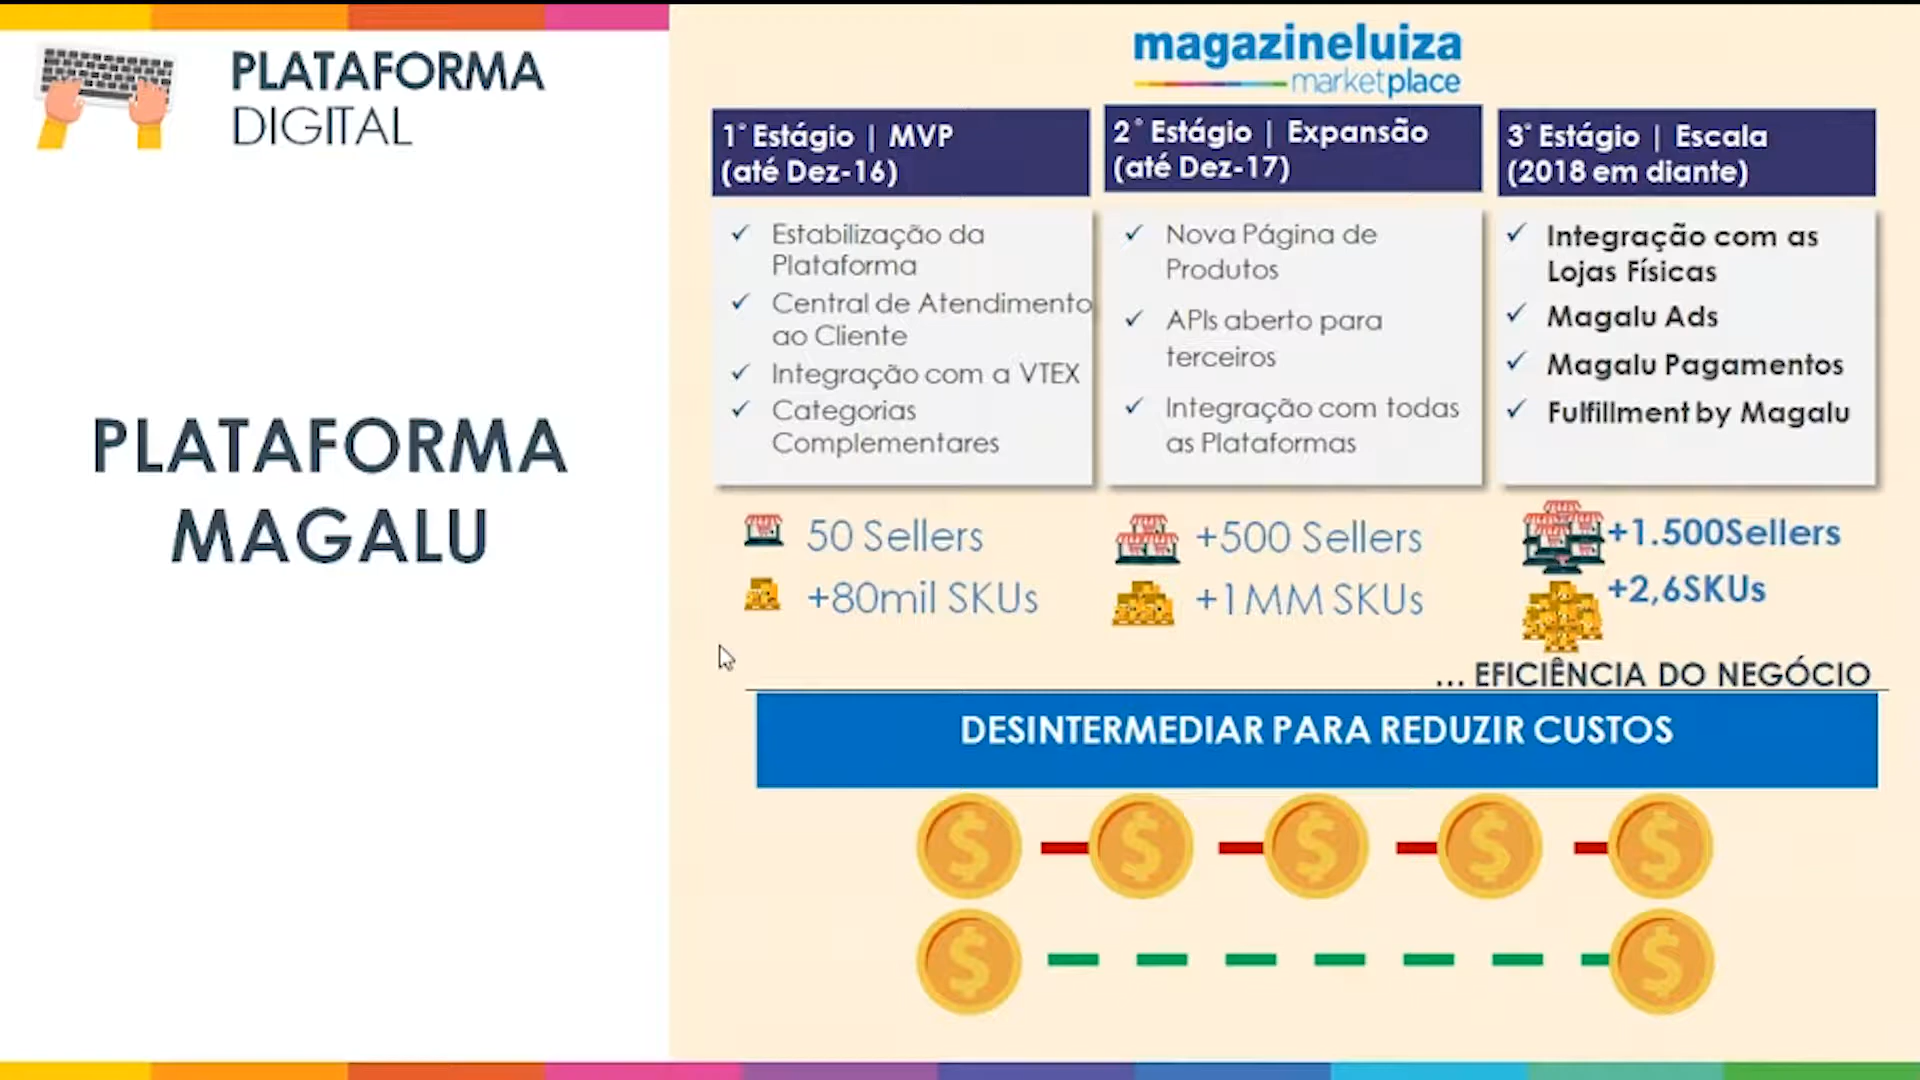 PLATAFORMA
DIGITAL
PLATAFORMA
MAGALU
magazineluiza
marketplace
1° Estágio | MVP
(até Dez-16)
Estabilização da
Plataforma
Central de Atendimento
ao Cliente
Integração com a VTEX
Categorias
Complementares
50 Sellers
+80mil SKUs
2° Estágio | Expansão
(até Dez-17)
Nova Página de
Produtos
APIs aberto para
terceiros
Integração com todas
as Plataformas
+500 Sellers
+1MM SKUs
3° Estágio | Escala
(2018 em diante)
Integração com as
Lojas Físicas
Magalu Ads
Magalu Pagamentos
Fulfillment by Magalu
+1.500Sellers
+2,6SKUs
... EFICIÊNCIA DO NEGÓCIO
DESINTERMEDIAR PARA REDUZIR CUSTOS
$ $ $ $ $
$ $